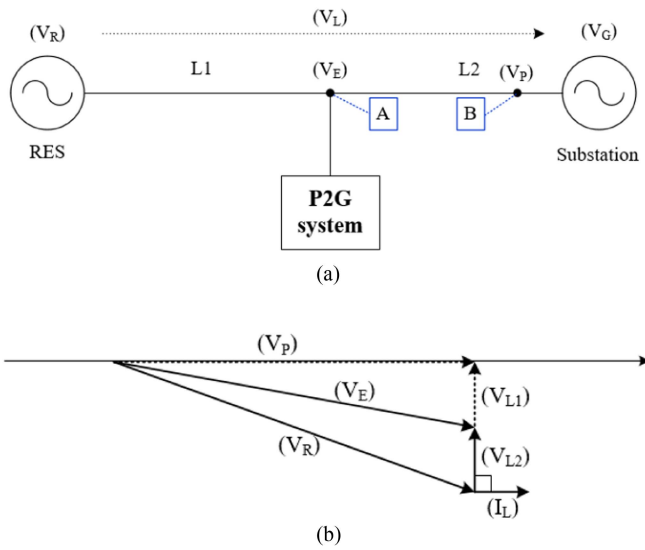 (V_L)
(V_R) (V_G)
L1 (V_E) L2 (V_P)
A B
RES Substation
P2G
system
(a)
(V_P)
(V_E) (V_L1)
(V_R) (V_L2)
(I_L)
(b)